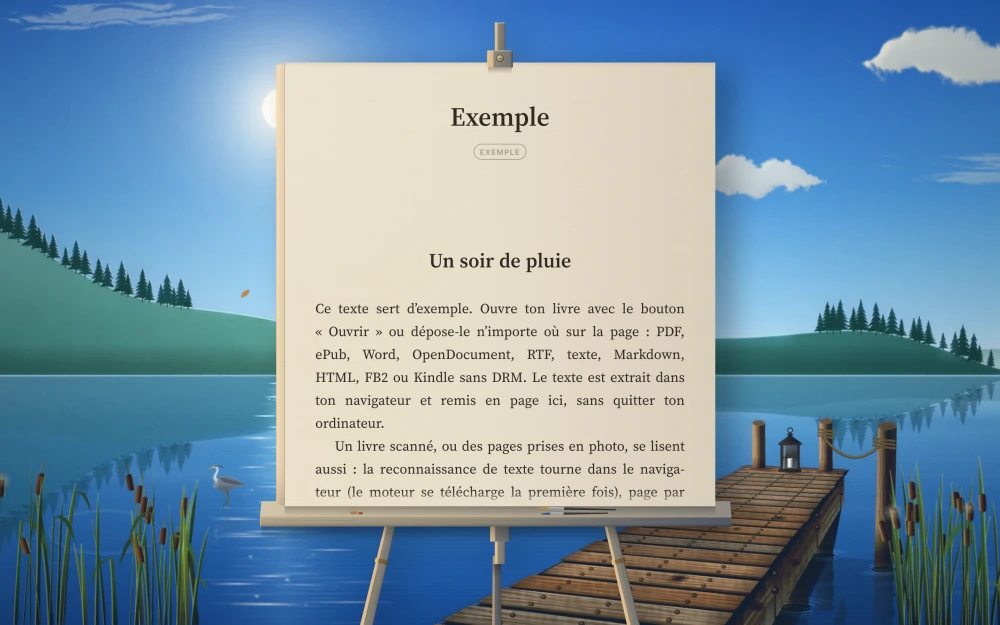 Exemple
EXEMPLE
Un soir de pluie
Ce texte sert d’exemple. Ouvre ton livre avec le bouton
« Ouvrir » ou dépose-le n’importe où sur la page : PDF,
ePub, Word, OpenDocument, RTF, texte, Markdown,
HTML, FB2 ou Kindle sans DRM. Le texte est extrait dans
ton navigateur et remis en page ici, sans quitter ton
ordinateur.
Un livre scanné, ou des pages prises en photo, se lisent
aussi : la reconnaissance de texte tourne dans le naviga-
teur (le moteur se télécharge la première fois), page par